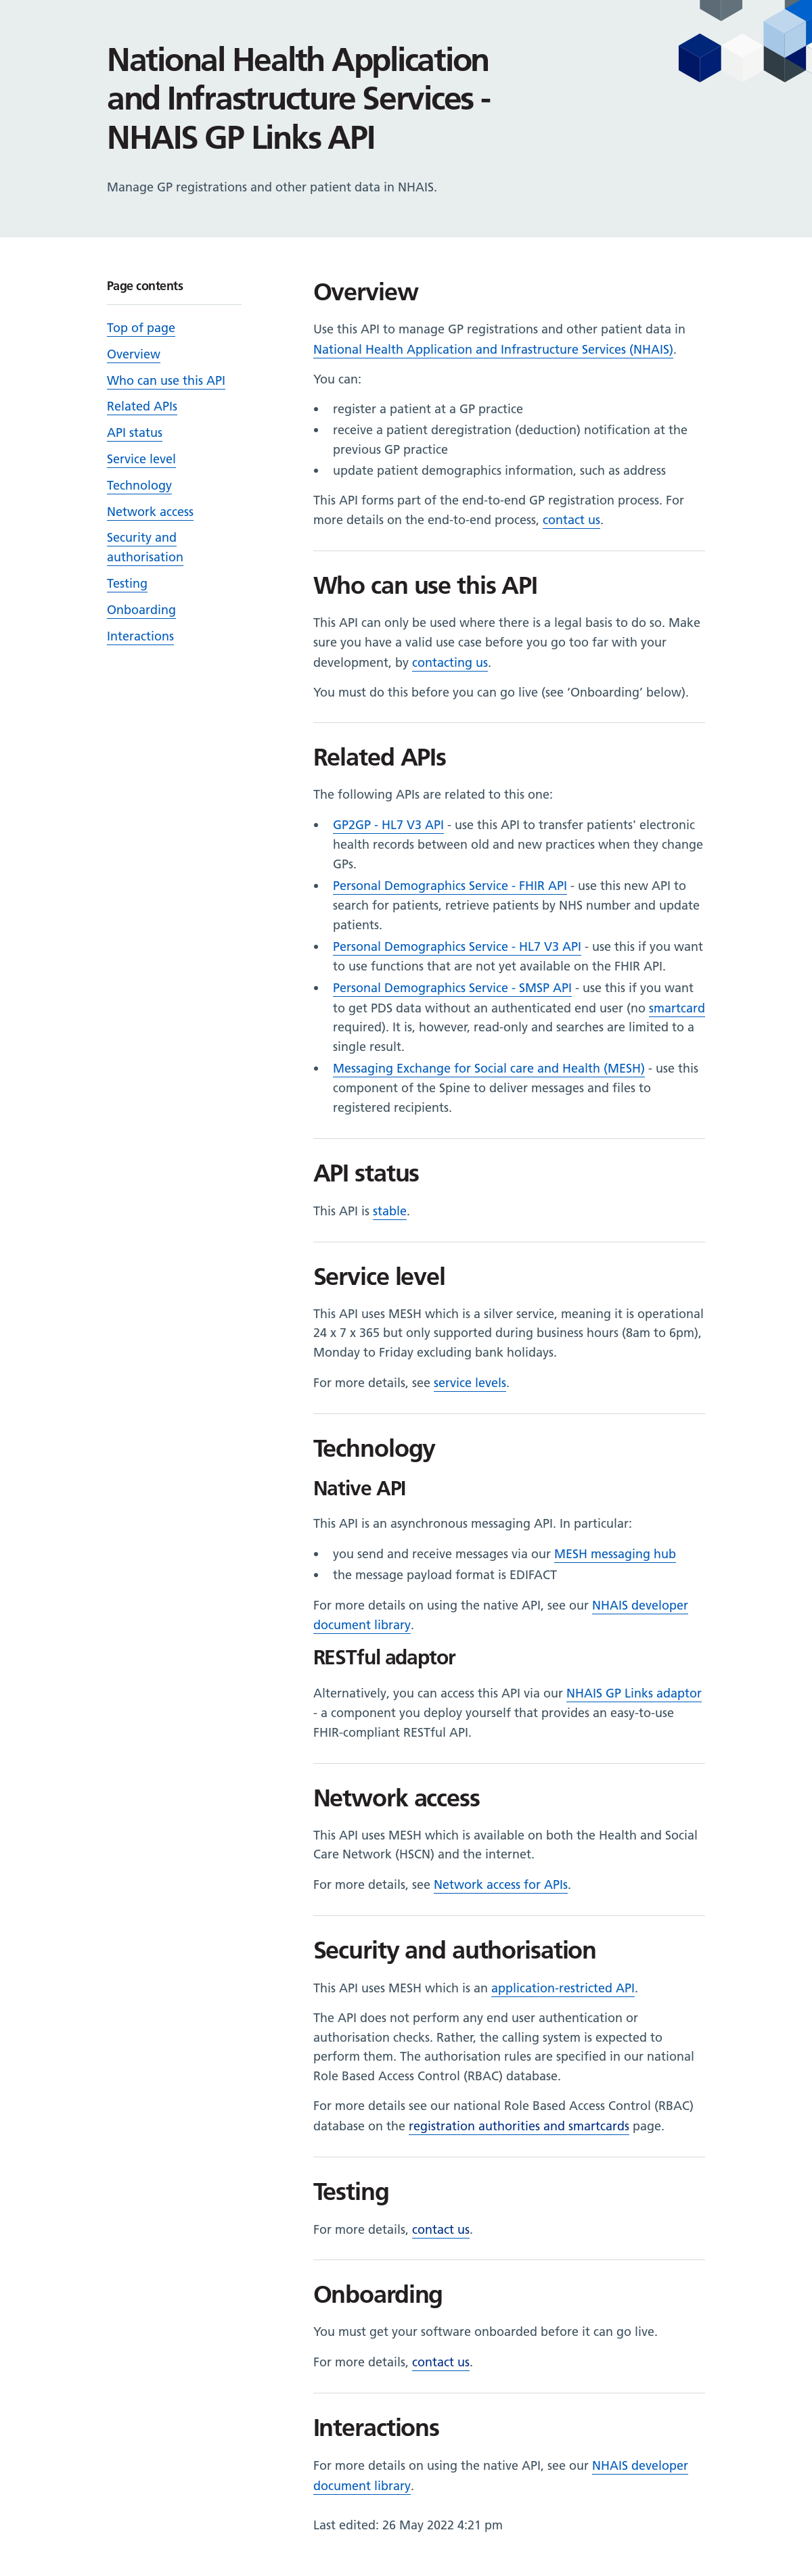 National Health Application
and Infrastructure Services -
NHAIS GP Links API
Manage GP registrations and other patient data in NHAIS.
Page contents
Top of page
Overview
Who can use this API
Related APIs
API status
Service level
Technology
Network access
Security and
authorisation
Testing
Onboarding
Interactions
Overview
Use this API to manage GP registrations and other patient data in
National Health Application and Infrastructure Services (NHAIS).
You can:
• register a patient at a GP practice
• receive a patient deregistration (deduction) notification at the
previous GP practice
• update patient demographics information, such as address
This API forms part of the end-to-end GP registration process. For
more details on the end-to-end process, contact us.
Who can use this API
This API can only be used where there is a legal basis to do so. Make
sure you have a valid use case before you go too far with your
development, by contacting us.
You must do this before you can go live (see ‘Onboarding’ below).
Related APIs
The following APIs are related to this one:
• GP2GP - HL7 V3 API - use this API to transfer patients' electronic
health records between old and new practices when they change
GPs.
• Personal Demographics Service - FHIR API - use this new API to
search for patients, retrieve patients by NHS number and update
patients.
• Personal Demographics Service - HL7 V3 API - use this if you want
to use functions that are not yet available on the FHIR API.
• Personal Demographics Service - SMSP API - use this if you want
to get PDS data without an authenticated end user (no smartcard
required). It is, however, read-only and searches are limited to a
single result.
• Messaging Exchange for Social care and Health (MESH) - use this
component of the Spine to deliver messages and files to
registered recipients.
API status
This API is stable.
Service level
This API uses MESH which is a silver service, meaning it is operational
24 x 7 x 365 but only supported during business hours (8am to 6pm),
Monday to Friday excluding bank holidays.
For more details, see service levels.
Technology
Native API
This API is an asynchronous messaging API. In particular:
• you send and receive messages via our MESH messaging hub
• the message payload format is EDIFACT
For more details on using the native API, see our NHAIS developer
document library.
RESTful adaptor
Alternatively, you can access this API via our NHAIS GP Links adaptor
- a component you deploy yourself that provides an easy-to-use
FHIR-compliant RESTful API.
Network access
This API uses MESH which is available on both the Health and Social
Care Network (HSCN) and the internet.
For more details, see Network access for APIs.
Security and authorisation
This API uses MESH which is an application-restricted API.
The API does not perform any end user authentication or
authorisation checks. Rather, the calling system is expected to
perform them. The authorisation rules are specified in our national
Role Based Access Control (RBAC) database.
For more details see our national Role Based Access Control (RBAC)
database on the registration authorities and smartcards page.
Testing
For more details, contact us.
Onboarding
You must get your software onboarded before it can go live.
For more details, contact us.
Interactions
For more details on using the native API, see our NHAIS developer
document library.
Last edited: 26 May 2022 4:21 pm